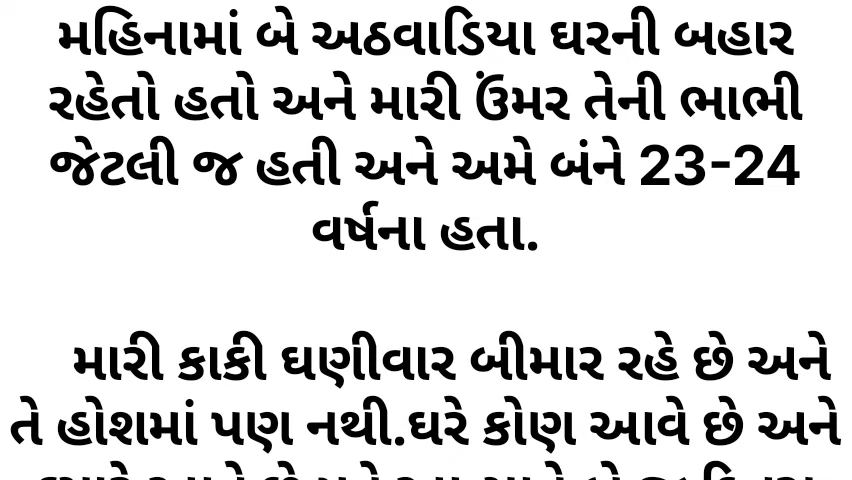 મહિનામાં બે અઠવાડિયા ઘરની બહાર
રહેતો હતો અને મારી ઉંમર તેની ભાભી
જેટલી જ હતી અને અમે બંને 23-24
વર્ષના હતા.
મારી કાકી ઘણીવાર બીમાર રહે છે અને
તે હોશમાં પણ નથી.ઘરે કોણ આવે છે અને